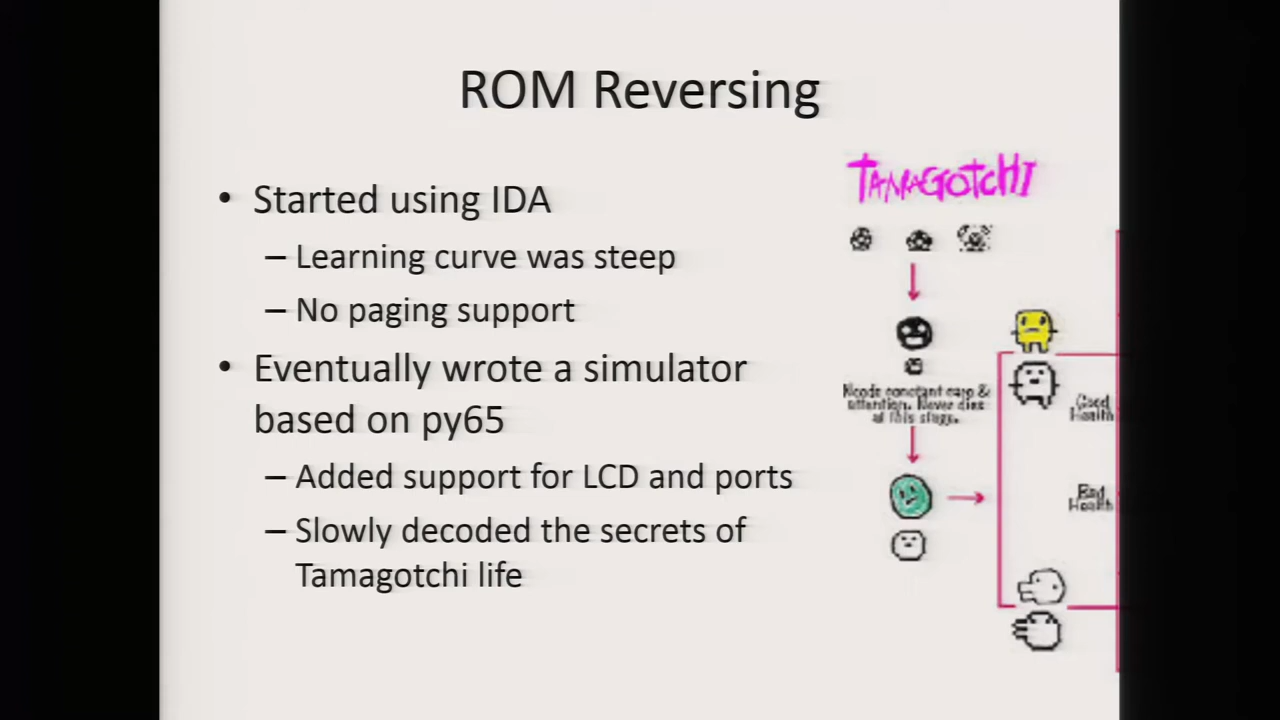 ROM Reversing
• Started using IDA
– Learning curve was steep
– No paging support
• Eventually wrote a simulator
based on py65
– Added support for LCD and ports
– Slowly decoded the secrets of
Tamagotchi life
TAMAGOTCHI
Needs constant care &
attention. Never dies
at this stage.
Good
Health
Bad
Health